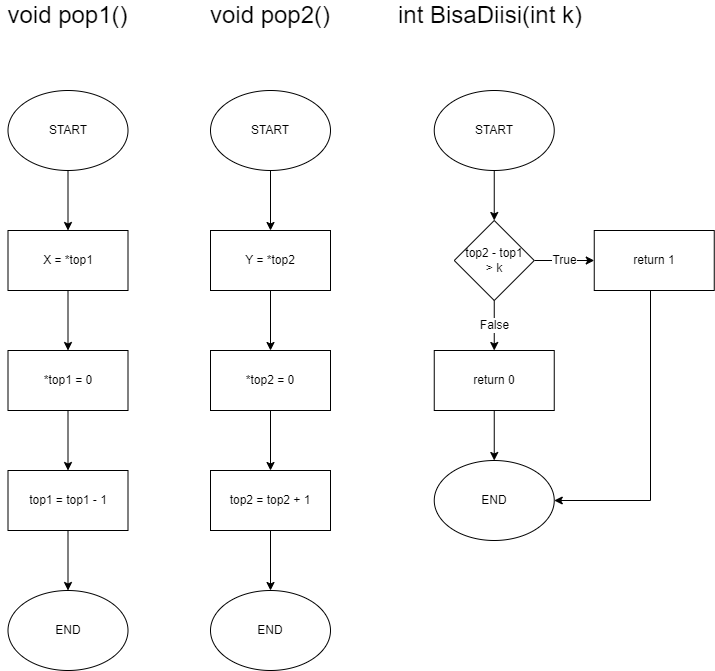 void pop1()
void pop2()
int BisaDiisi(int k)
START
START
START
X = *top1
Y = *top2
top2 - top1
> k
True
return 1
False
*top1 = 0
*top2 = 0
return 0
top1 = top1 - 1
top2 = top2 + 1
END
END
END